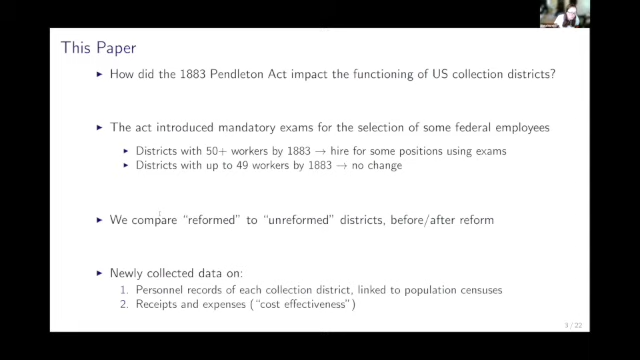 This Paper
▶ How did the 1883 Pendleton Act impact the functioning of US collection districts?
▶ The act introduced mandatory exams for the selection of some federal employees
▶ Districts with 50+ workers by 1883 → hire for some positions using exams
▶ Districts with up to 49 workers by 1883 → no change
▶ We compare “reformed” to “unreformed” districts, before/after reform
▶ Newly collected data on:
1. Personnel records of each collection district, linked to population censuses
2. Receipts and expenses (“cost effectiveness”)
3 / 22